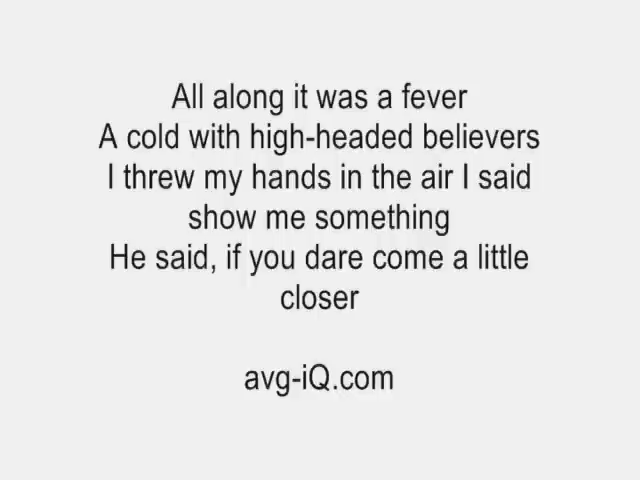 All along it was a fever
A cold with high-headed believers
I threw my hands in the air I said
show me something
He said, if you dare come a little
closer
avg-iQ.com